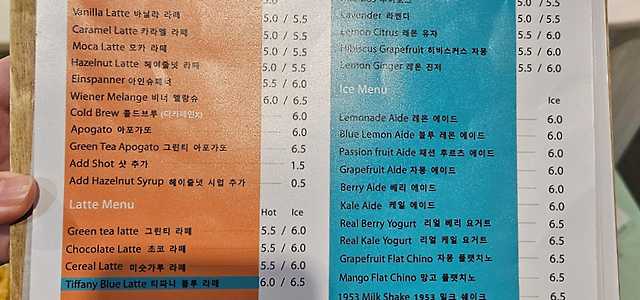 Vanilla Latte 바닐라 라떼 5.0 / 5.5
Caramel Latte 카라멜 라떼 5.0 / 5.5
Moca Latte 모카 라떼 5.0 / 5.5
Hazelnut Latte 헤이즐넛 라떼 5.0 / 5.5
Einspanner 아인슈페너 5.5 / 6.0
Wiener Melange 비너 멜랑슈 6.0 / 6.5
Cold Brew 콜드브루 (디카페인X) 6.0
Apogato 아포가또 6.0
Green Tea Apogato 그린티 아포가또 6.5
Add Shot 샷 추가 1.5
Add Hazelnut Syrup 헤이즐넛 시럽 추가 0.5
Latte Menu
Hot Ice
Green tea latte 그린티 라떼 5.5 / 6.0
Chocolate Latte 초코 라떼 5.5 / 6.0
Cereal Latte 미숫가루 라떼 5.5 / 6.0
Tiffany Blue Latte 티파니 블루 라떼 6.0 / 6.5
5.0 / 5.5
Lavender 라벤더 5.0 / 5.5
Lemon Citrus 레몬 유자 5.5 / 6.0
Hibiscus Grapefruit 히비스커스 자몽 5.5 / 6.0
Lemon Ginger 레몬 진저 5.5 / 6.0
Ice Menu
Ice
Lemonade Aide 레몬 에이드 6.0
Blue Lemon Aide 블루 레몬 에이드 6.0
Passion fruit Aide 패션 후르츠 에이드 6.0
Grapefruit Aide 자몽 에이드 6.0
Berry Aide 베리 에이드 6.0
Kale Aide 케일 에이드 6.0
Real Berry Yogurt 리얼 베리 요거트 6.5
Real Kale Yogurt 리얼 케일 요거트 6.5
Grapefruit Flat Chino 자몽 플랫치노 6.5
Mango Flat Chino 망고 플랫치노 6.5
1953 Milk Shake 1953 밀크 쉐이크 6.5